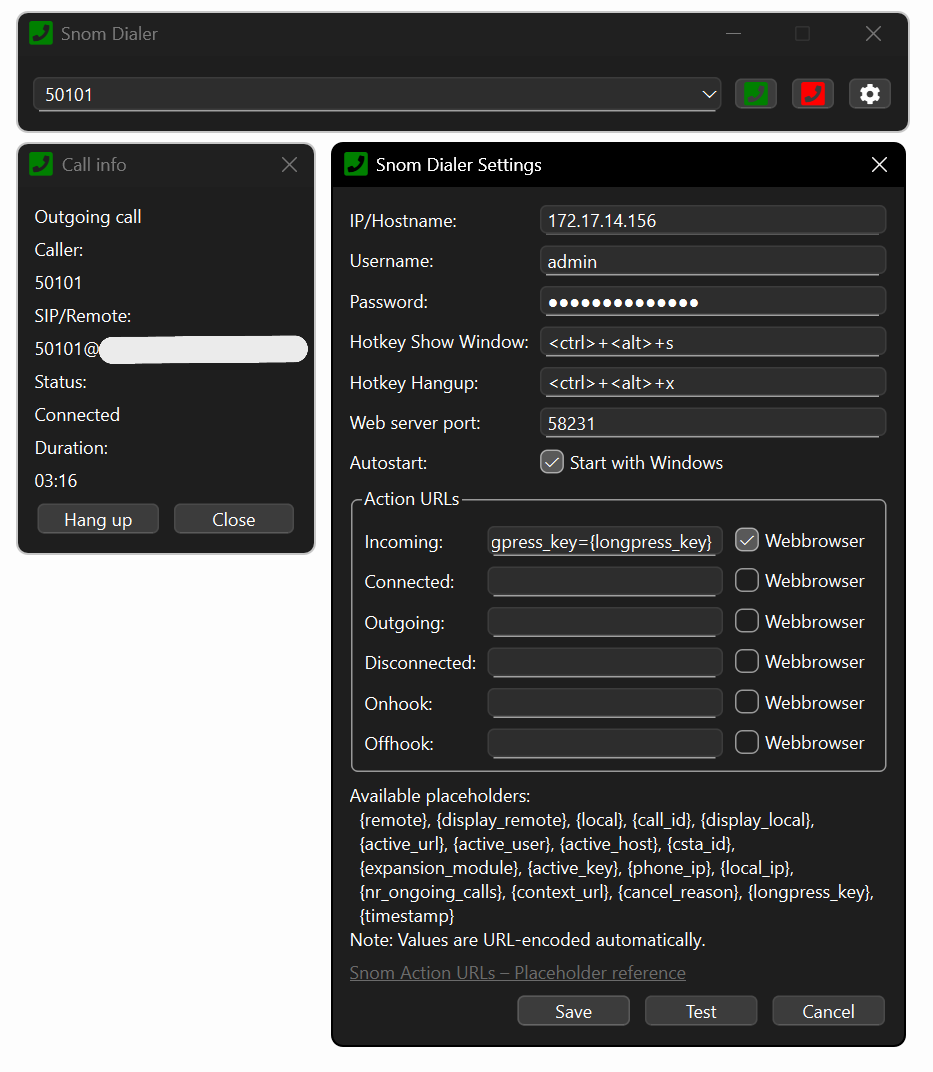 Snom Dialer
50101
Call info
Outgoing call
Caller:
50101
SIP/Remote:
50101@
Status:
Connected
Duration:
03:16
Hang up Close
Snom Dialer Settings
IP/Hostname: 172.17.14.156
Username: admin
Password: ●●●●●●●●●●●●●●
Hotkey Show Window: <ctrl>+<alt>+s
Hotkey Hangup: <ctrl>+<alt>+x
Web server port: 58231
Autostart: Start with Windows
Action URLs
Incoming: gpress_key={longpress_key} Webbrowser
Connected: Webbrowser
Outgoing: Webbrowser
Disconnected: Webbrowser
Onhook: Webbrowser
Offhook: Webbrowser
Available placeholders:
{remote}, {display_remote}, {local}, {call_id}, {display_local},
{active_url}, {active_user}, {active_host}, {csta_id},
{expansion_module}, {active_key}, {phone_ip}, {local_ip},
{nr_ongoing_calls}, {context_url}, {cancel_reason}, {longpress_key},
{timestamp}
Note: Values are URL-encoded automatically.
Snom Action URLs – Placeholder reference
Save Test Cancel